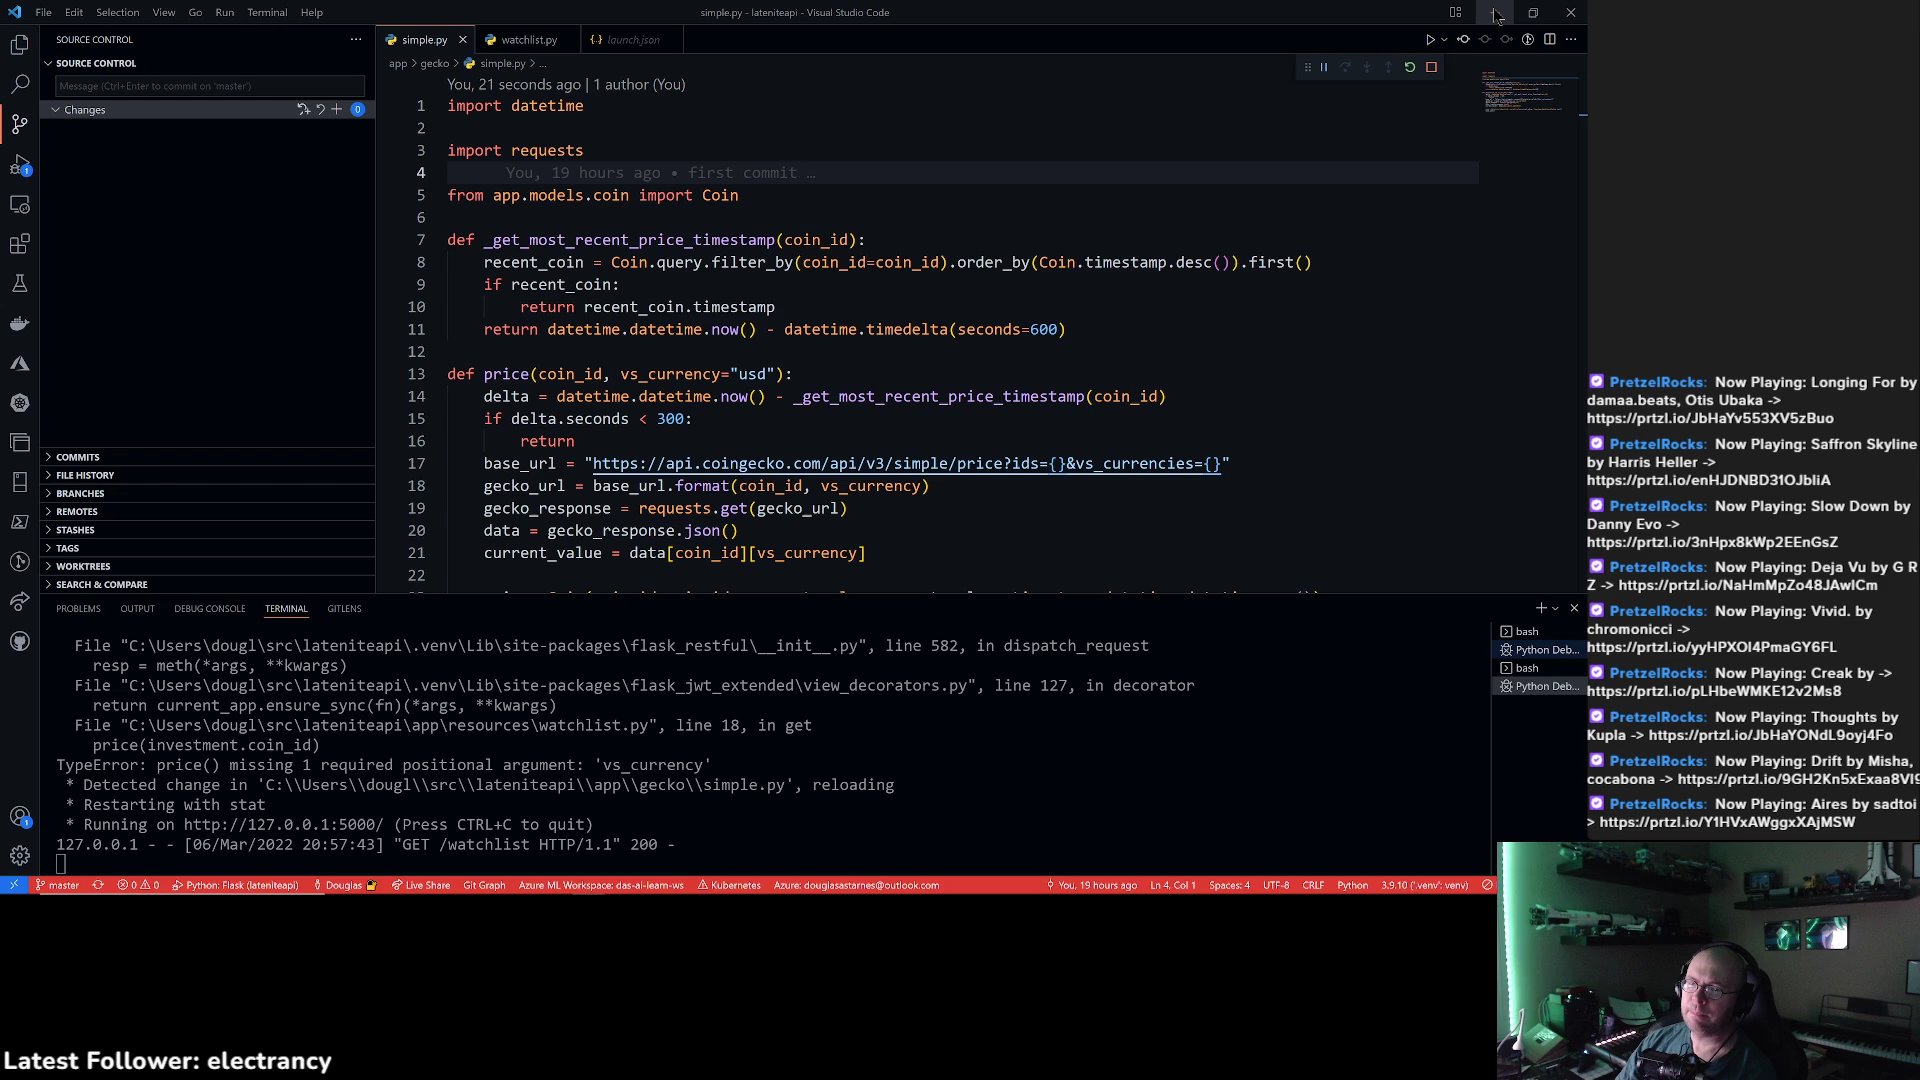 File Edit Selection View Go Run Terminal Help
simple.py - lateniteapi - Visual Studio Code
SOURCE CONTROL
SOURCE CONTROL
Message (Ctrl+Enter to commit on 'master')
Changes 0
COMMITS
FILE HISTORY
BRANCHES
REMOTES
STASHES
TAGS
WORKTREES
SEARCH & COMPARE
simple.py watchlist.py launch.json
app > gecko > simple.py > ...
You, 21 seconds ago | 1 author (You)
1 import datetime
2
3 import requests
4 You, 19 hours ago • first commit …
5 from app.models.coin import Coin
6
7 def _get_most_recent_price_timestamp(coin_id):
8 recent_coin = Coin.query.filter_by(coin_id=coin_id).order_by(Coin.timestamp.desc()).first()
9 if recent_coin:
10 return recent_coin.timestamp
11 return datetime.datetime.now() - datetime.timedelta(seconds=600)
12
13 def price(coin_id, vs_currency="usd"):
14 delta = datetime.datetime.now() - _get_most_recent_price_timestamp(coin_id)
15 if delta.seconds < 300:
16 return
17 base_url = "https://api.coingecko.com/api/v3/simple/price?ids={}&vs_currencies={}"
18 gecko_url = base_url.format(coin_id, vs_currency)
19 gecko_response = requests.get(gecko_url)
20 data = gecko_response.json()
21 current_value = data[coin_id][vs_currency]
22
PROBLEMS OUTPUT DEBUG CONSOLE TERMINAL GITLENS
File "C:\Users\dougl\src\lateniteapi\.venv\Lib\site-packages\flask_restful\__init__.py", line 582, in dispatch_request
resp = meth(*args, **kwargs)
File "C:\Users\dougl\src\lateniteapi\.venv\Lib\site-packages\flask_jwt_extended\view_decorators.py", line 127, in decorator
return current_app.ensure_sync(fn)(*args, **kwargs)
File "C:\Users\dougl\src\lateniteapi\app\resources\watchlist.py", line 18, in get
price(investment.coin_id)
TypeError: price() missing 1 required positional argument: 'vs_currency'
* Detected change in 'C:\\Users\\dougl\\src\\lateniteapi\\app\\gecko\\simple.py', reloading
* Restarting with stat
* Running on http://127.0.0.1:5000/ (Press CTRL+C to quit)
127.0.0.1 - - [06/Mar/2022 20:57:43] "GET /watchlist HTTP/1.1" 200 -
bash
Python Deb...
bash
Python Deb...
master 0 0 Python: Flask (lateniteapi) Douglas Live Share Git Graph Azure ML Workspace: das-ai-learn-ws Kubernetes Azure: douglasastarnes@outlook.com You, 19 hours ago Ln 4, Col 1 Spaces: 4 UTF-8 CRLF Python 3.9.10 ('.venv': venv)
PretzelRocks: Now Playing: Longing For by
damaa.beats, Otis Ubaka ->
https://prtzl.io/JbHaYv553XV5zBuo
PretzelRocks: Now Playing: Saffron Skyline
by Harris Heller ->
https://prtzl.io/enHJDNBD31OJbliA
PretzelRocks: Now Playing: Slow Down by
Danny Evo ->
https://prtzl.io/3nHpx8kWp2EEnGsZ
PretzelRocks: Now Playing: Deja Vu by G R
Z -> https://prtzl.io/NaHmMpZo48JAwlCm
PretzelRocks: Now Playing: Vivid. by
chromonicci ->
https://prtzl.io/yyHPXOl4PmaGY6FL
PretzelRocks: Now Playing: Creak by ->
https://prtzl.io/pLHbeWMKE12v2Ms8
PretzelRocks: Now Playing: Thoughts by
Kupla -> https://prtzl.io/JbHaYONdL9oyj4Fo
PretzelRocks: Now Playing: Drift by Misha,
cocabona -> https://prtzl.io/9GH2Kn5xExaa8Vl9
PretzelRocks: Now Playing: Aires by sadtoi
> https://prtzl.io/Y1HVxAWggxXAjMSW
Latest Follower: electrancy